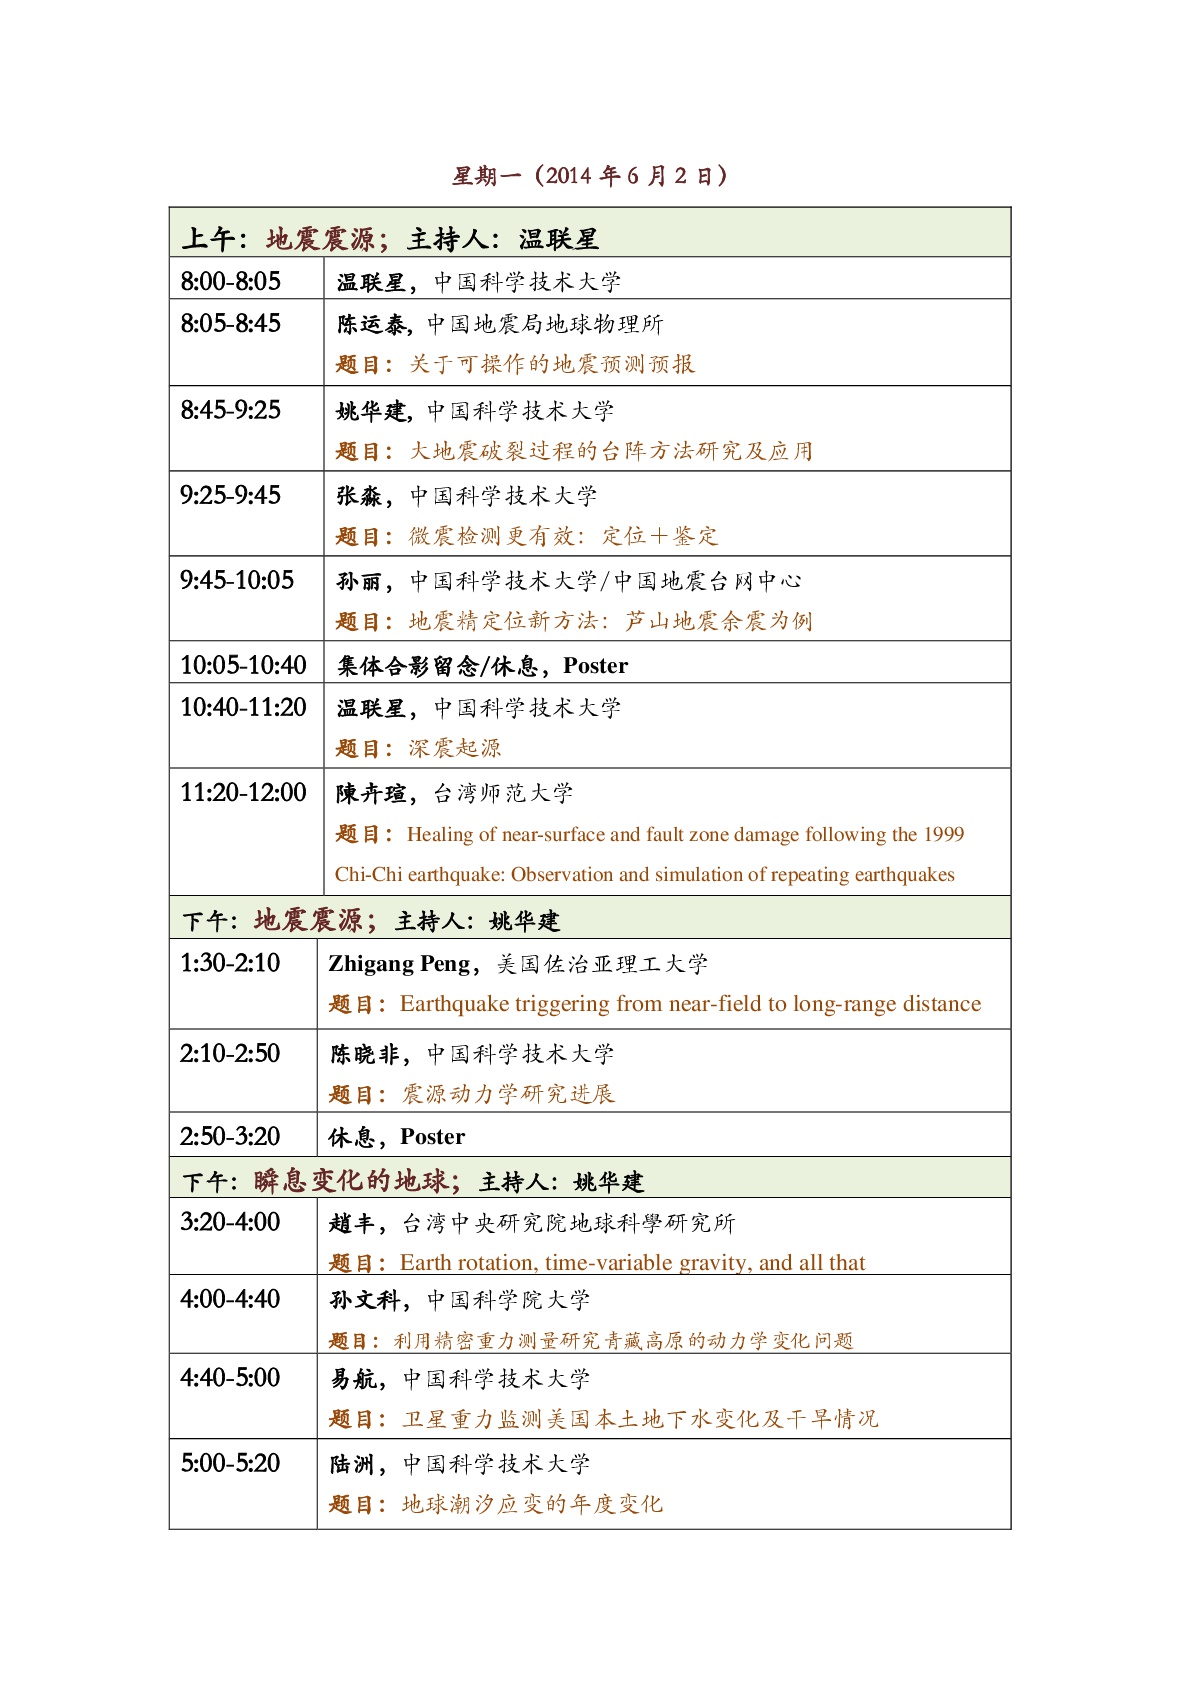 星期一（2014 年 6 月 2 日）
上午：地震震源；主持人：温联星
8:00-8:05 温联星，中国科学技术大学
8:05-8:45 陈运泰, 中国地震局地球物理所
题目：关于可操作的地震预测预报
8:45-9:25 姚华建, 中国科学技术大学
题目：大地震破裂过程的台阵方法研究及应用
9:25-9:45 张淼，中国科学技术大学
题目：微震检测更有效：定位＋鉴定
9:45-10:05 孙丽，中国科学技术大学/中国地震台网中心
题目：地震精定位新方法：芦山地震余震为例
10:05-10:40 集体合影留念/休息，Poster
10:40-11:20 温联星，中国科学技术大学
题目：深震起源
11:20-12:00 陳卉瑄，台湾师范大学
题目：Healing of near-surface and fault zone damage following the 1999
Chi-Chi earthquake: Observation and simulation of repeating earthquakes
下午：地震震源；主持人：姚华建
1:30-2:10 Zhigang Peng，美国佐治亚理工大学
题目：Earthquake triggering from near-field to long-range distance
2:10-2:50 陈晓非，中国科学技术大学
题目：震源动力学研究进展
2:50-3:20 休息，Poster
下午：瞬息变化的地球；主持人：姚华建
3:20-4:00 趙丰，台湾中央研究院地球科學研究所
题目：Earth rotation, time-variable gravity, and all that
4:00-4:40 孙文科，中国科学院大学
题目：利用精密重力测量研究青藏高原的动力学变化问题
4:40-5:00 易航，中国科学技术大学
题目：卫星重力监测美国本土地下水变化及干旱情况
5:00-5:20 陆洲，中国科学技术大学
题目：地球潮汐应变的年度变化